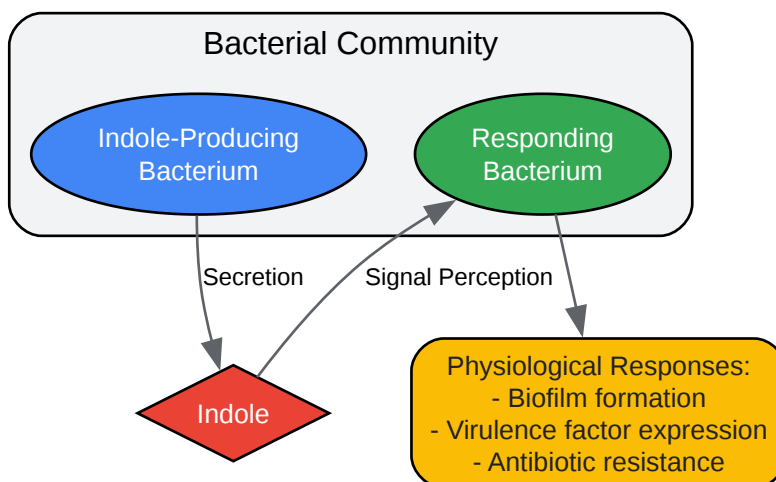 Bacterial Community
Indole-Producing
Bacterium
Responding
Bacterium
Secretion
Signal Perception
Indole
Physiological Responses:
- Biofilm formation
- Virulence factor expression
- Antibiotic resistance